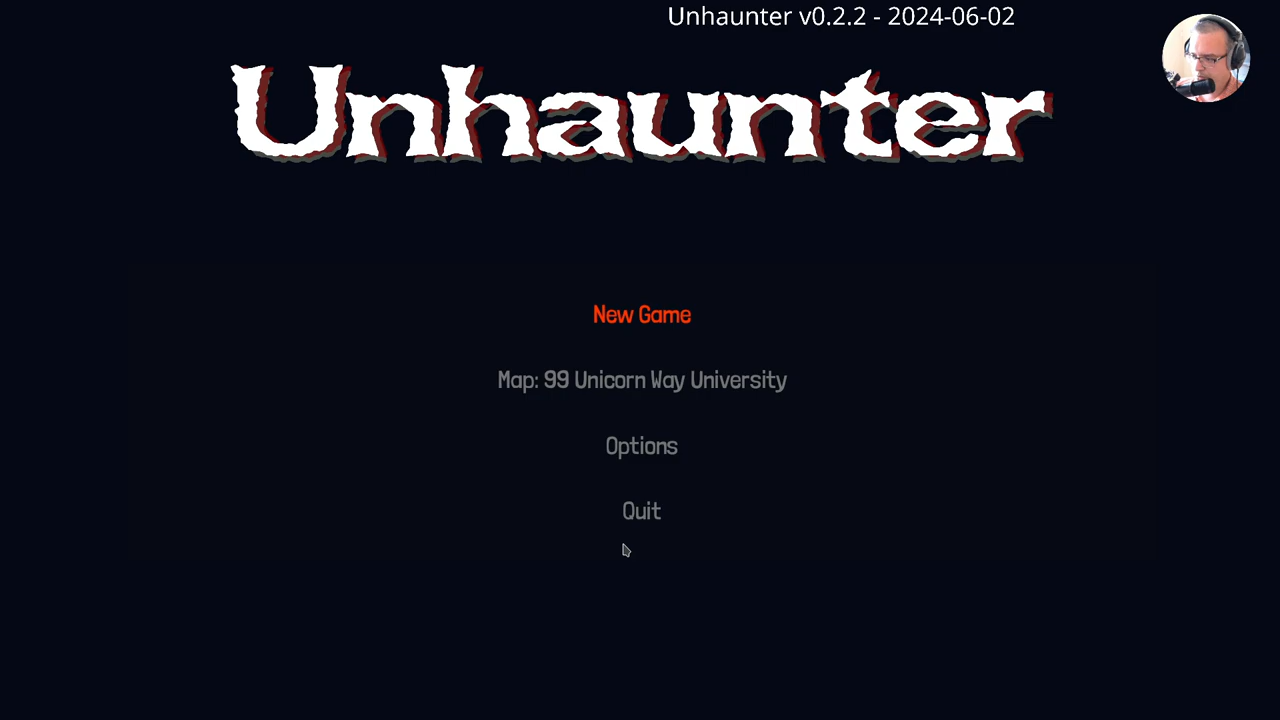 Unhaunter v0.2.2 - 2024-06-02
Unhaunter
New Game
Map: 99 Unicorn Way University
Options
Quit